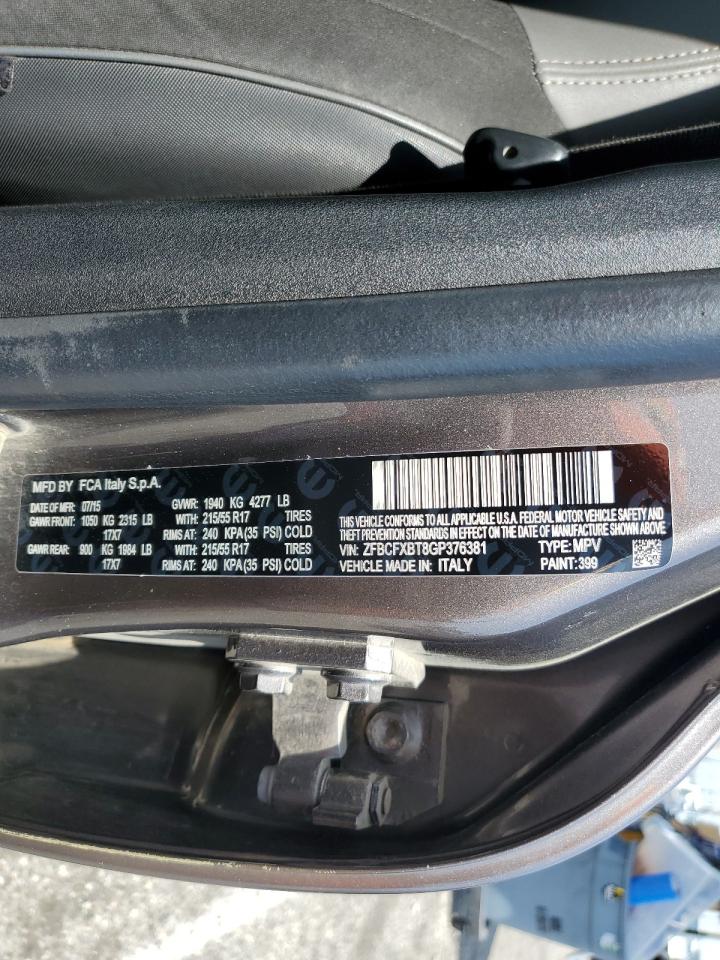 MFD BY FCA Italy S.p.A.
DATE OF MFR: 07/15 GVWR: 1940 KG 4277 LB
GAWR FRONT: 1050 KG 2315 LB WITH: 215/55 R17 TIRES
17X7 RIMS AT: 240 KPA(35 PSI) COLD
GAWR REAR: 900 KG 1984 LB WITH: 215/55 R17 TIRES
17X7 RIMS AT: 240 KPA(35 PSI) COLD
THIS VEHICLE CONFORMS TO ALL APPLICABLE U.S.A. FEDERAL MOTOR VEHICLE SAFETY AND
THEFT PREVENTION STANDARDS IN EFFECT ON THE DATE OF MANUFACTURE SHOWN ABOVE
VIN: ZFBCFXBT8GP376381 TYPE: MPV
VEHICLE MADE IN: ITALY PAINT: 399